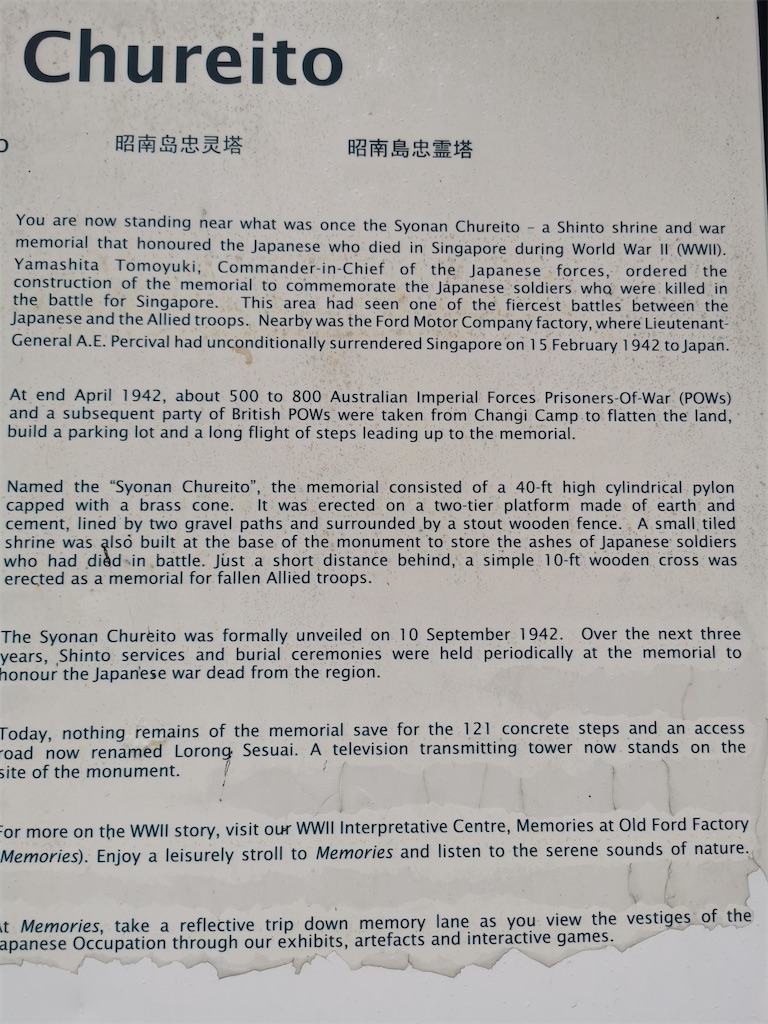 Chureito
昭南岛忠灵塔 昭南島忠霊塔
You are now standing near what was once the Syonan Chureito – a Shinto shrine and war
memorial that honoured the Japanese who died in Singapore during World War II (WWII).
Yamashita Tomoyuki, Commander-in-Chief of the Japanese forces, ordered the
construction of the memorial to commemorate the Japanese soldiers who were killed in
the battle for Singapore. This area had seen one of the fiercest battles between the
Japanese and the Allied troops. Nearby was the Ford Motor Company factory, where Lieutenant-
General A.E. Percival had unconditionally surrendered Singapore on 15 February 1942 to Japan.
At end April 1942, about 500 to 800 Australian Imperial Forces Prisoners-Of-War (POWs)
and a subsequent party of British POWs were taken from Changi Camp to flatten the land,
build a parking lot and a long flight of steps leading up to the memorial.
Named the “Syonan Chureito”, the memorial consisted of a 40-ft high cylindrical pylon
capped with a brass cone. It was erected on a two-tier platform made of earth and
cement, lined by two gravel paths and surrounded by a stout wooden fence. A small tiled
shrine was also built at the base of the monument to store the ashes of Japanese soldiers
who had died in battle. Just a short distance behind, a simple 10-ft wooden cross was
erected as a memorial for fallen Allied troops.
The Syonan Chureito was formally unveiled on 10 September 1942. Over the next three
years, Shinto services and burial ceremonies were held periodically at the memorial to
honour the Japanese war dead from the region.
Today, nothing remains of the memorial save for the 121 concrete steps and an access
road now renamed Lorong Sesuai. A television transmitting tower now stands on the
site of the monument.
For more on the WWII story, visit our WWII Interpretative Centre, Memories at Old Ford Factory
(Memories). Enjoy a leisurely stroll to Memories and listen to the serene sounds of nature.
At Memories, take a reflective trip down memory lane as you view the vestiges of the
Japanese Occupation through our exhibits, artefacts and interactive games.